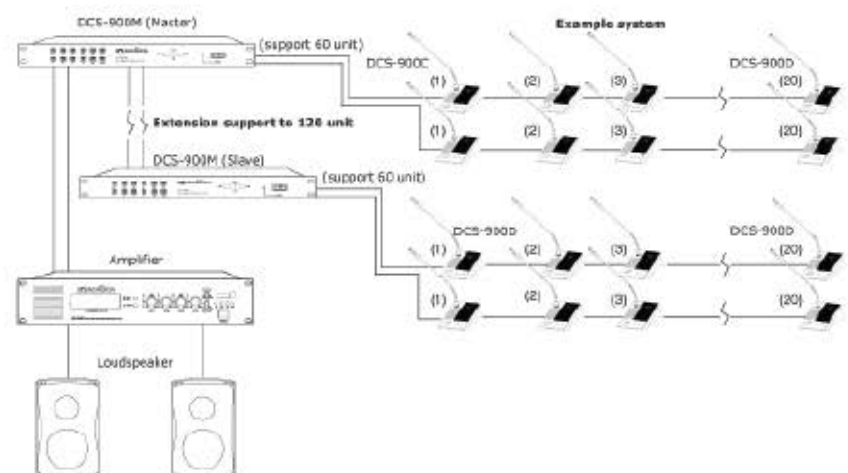 DCS-900M (Master)
Example system
(support 60 unit)
DCS-900C
DCS-900D
(1) (2) (3) (20)
(1) (2) (3) (20)
Extension support to 120 unit
DCS-900M (Slave)
(support 60 unit)
DCS-900D
DCS-900D
(1) (2) (3) (20)
(1) (2) (3) (20)
Amplifier
Loudspeaker